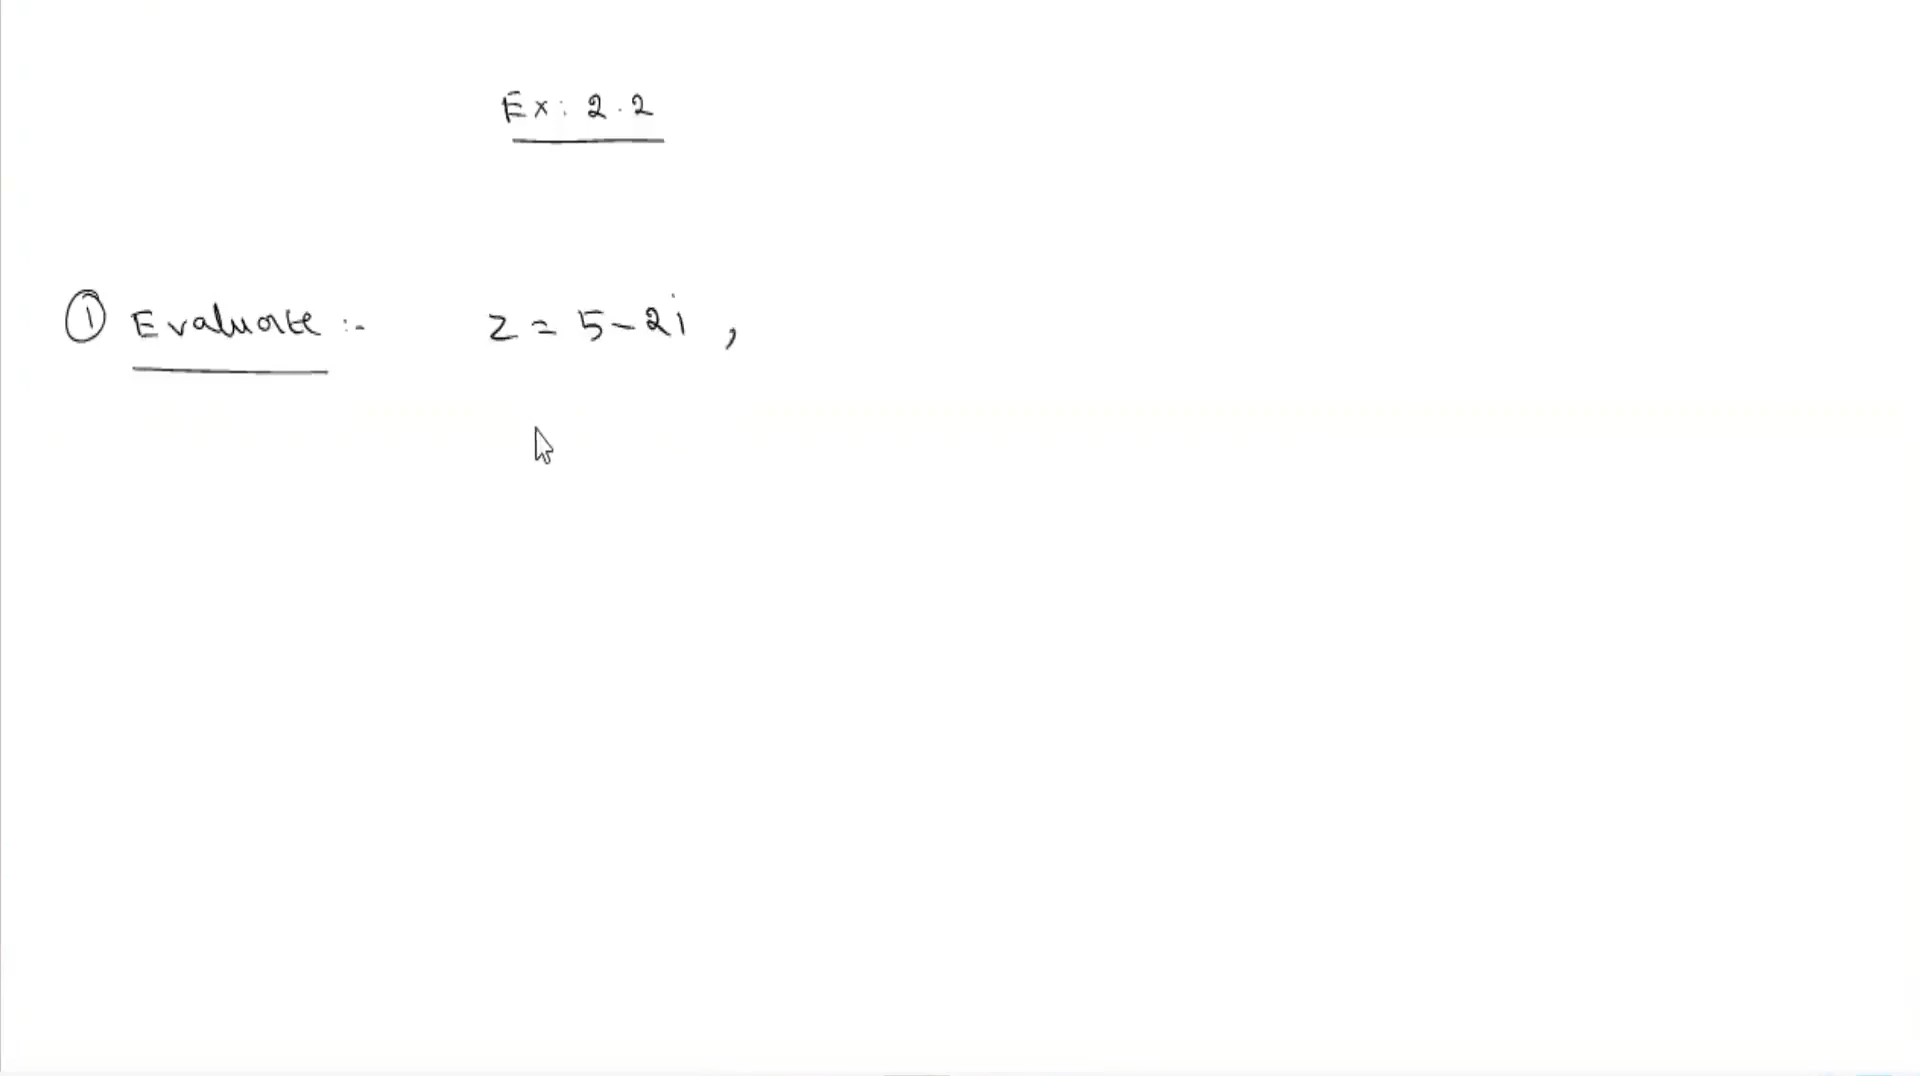 Ex: 2.2
① Evaluate :- z = 5-2i ,